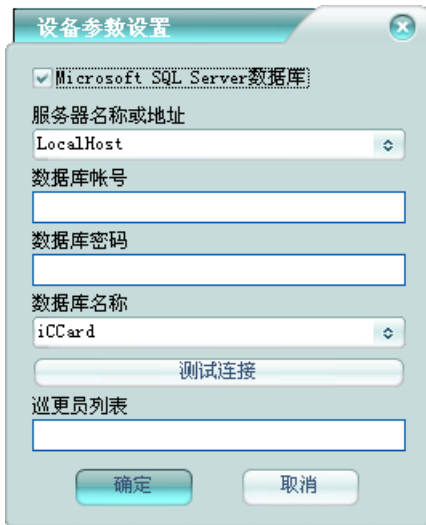 设备参数设置
Microsoft SQL Server数据库
服务器名称或地址
LocalHost
数据库帐号
数据库密码
数据库名称
iCCard
测试连接
巡更员列表
确定
取消